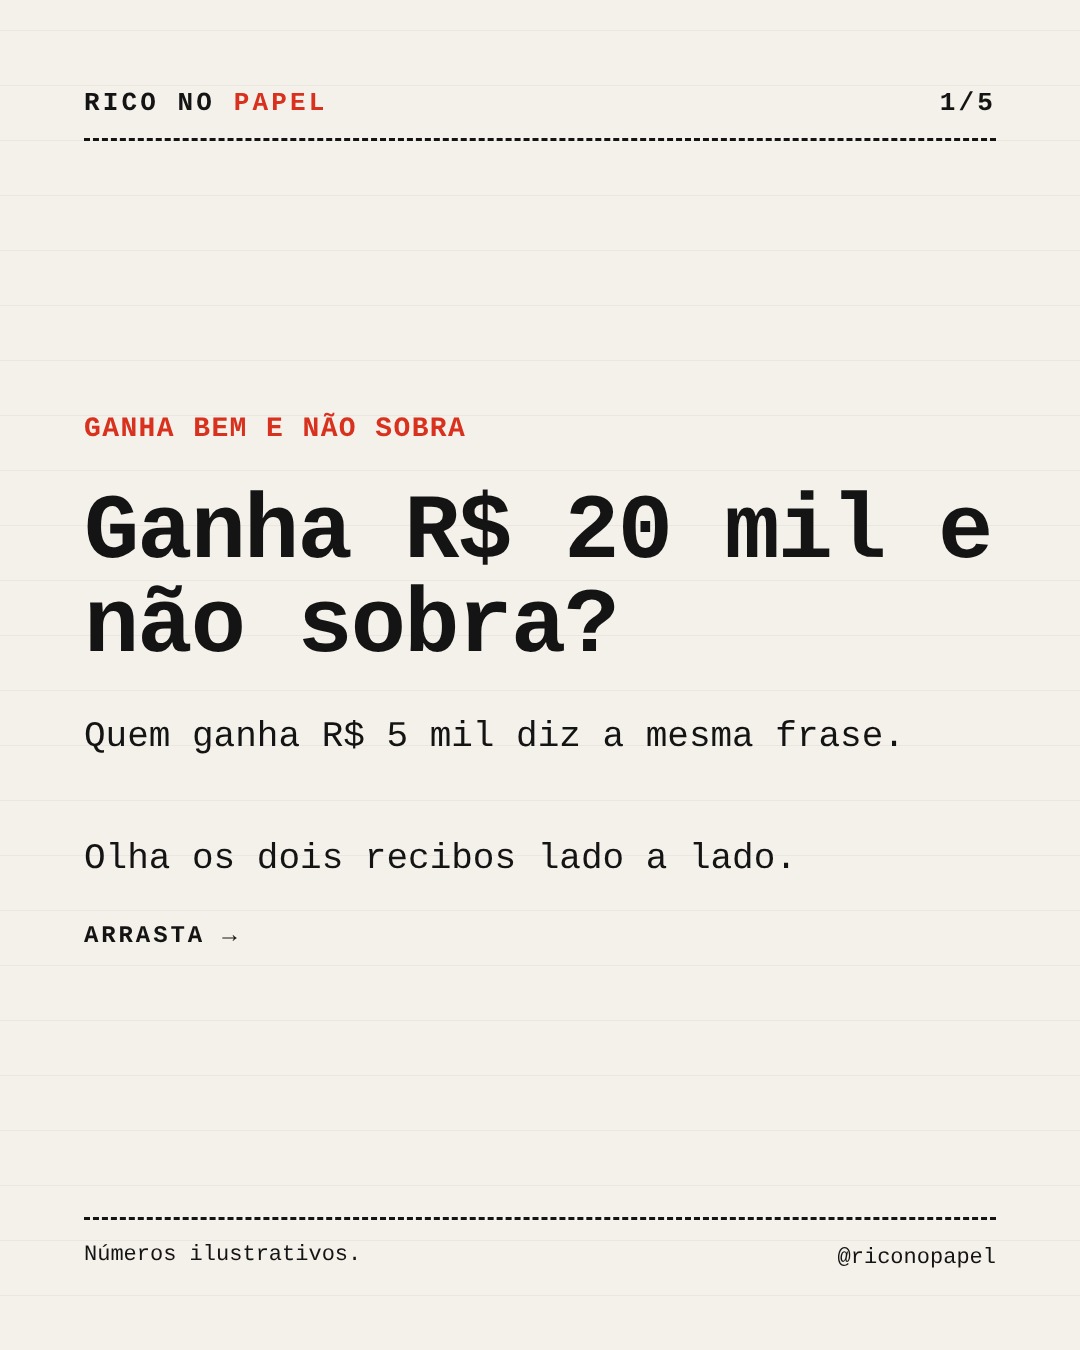 RICO NO PAPEL
1/5
GANHA BEM E NÃO SOBRA
Ganha R$ 20 mil e
não sobra?
Quem ganha R$ 5 mil diz a mesma frase.
Olha os dois recibos lado a lado.
ARRASTA →
Números ilustrativos.
@riconopapel